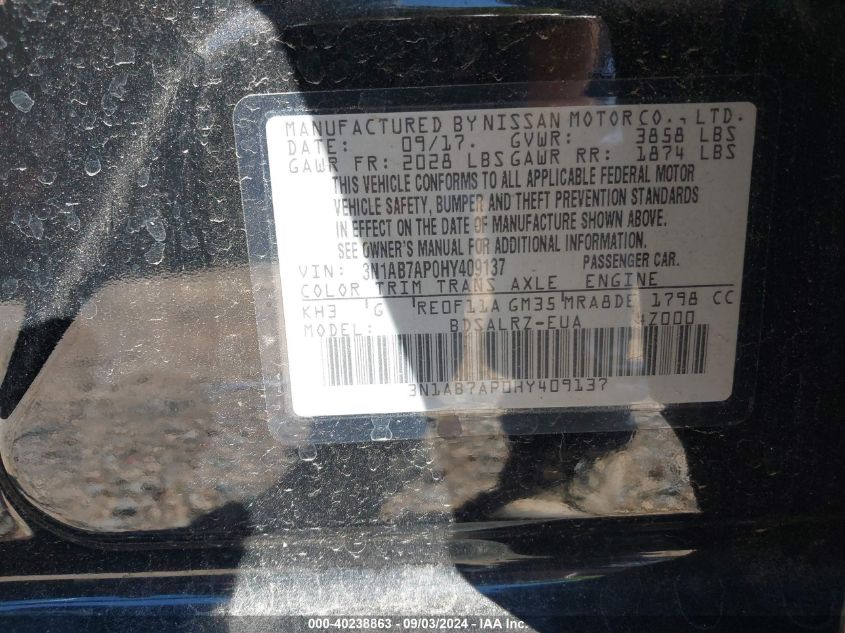 MANUFACTURED BY NISSAN MOTOR CO., LTD.
DATE: 09/17. GVWR: 3858 LBS
GAWR FR: 2028 LBS GAWR RR: 1874 LBS
THIS VEHICLE CONFORMS TO ALL APPLICABLE FEDERAL MOTOR
VEHICLE SAFETY, BUMPER AND THEFT PREVENTION STANDARDS
IN EFFECT ON THE DATE OF MANUFACTURE SHOWN ABOVE.
SEE OWNER'S MANUAL FOR ADDITIONAL INFORMATION.
VIN: 3N1AB7AP0HY409137 PASSENGER CAR.
COLOR TRIM TRANS AXLE ENGINE
KH3 'G 'RE0F11A GM35 'MRA8DE 1798 CC
MODEL: BDSALRZ-EUA -Z000
3N1AB7AP0HY409137
000-40238863 - 09/03/2024 - IAA Inc.